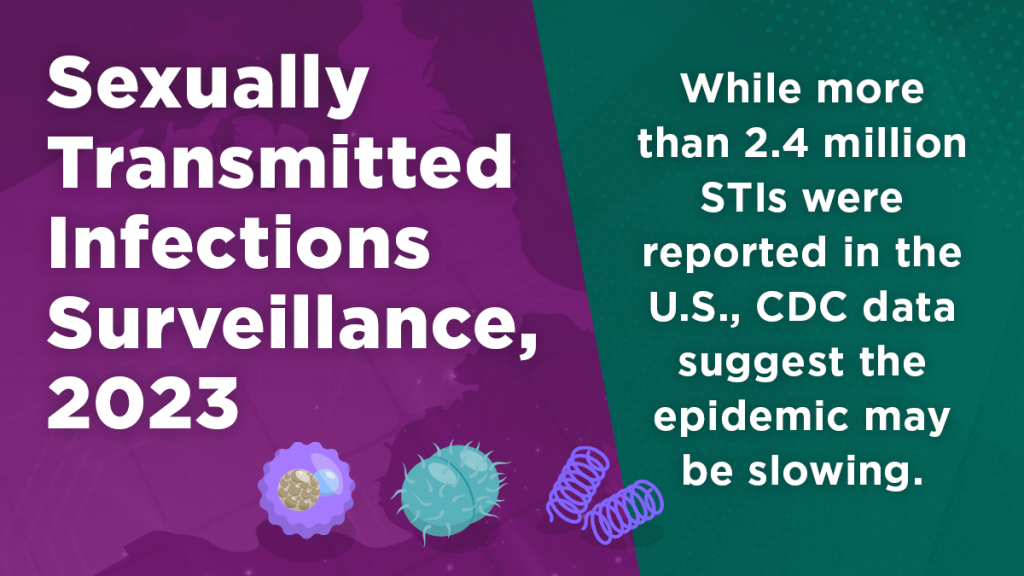 Sexually
Transmitted
Infections
Surveillance,
2023
While more
than 2.4 million
STIs were
reported in the
U.S., CDC data
suggest the
epidemic may
be slowing.